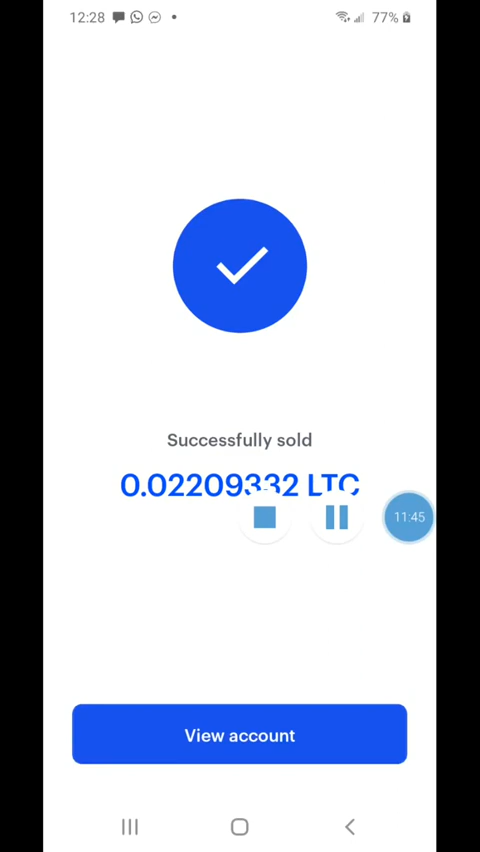 12:28
77%
Successfully sold
0.02209332 LTC
11:45
View account